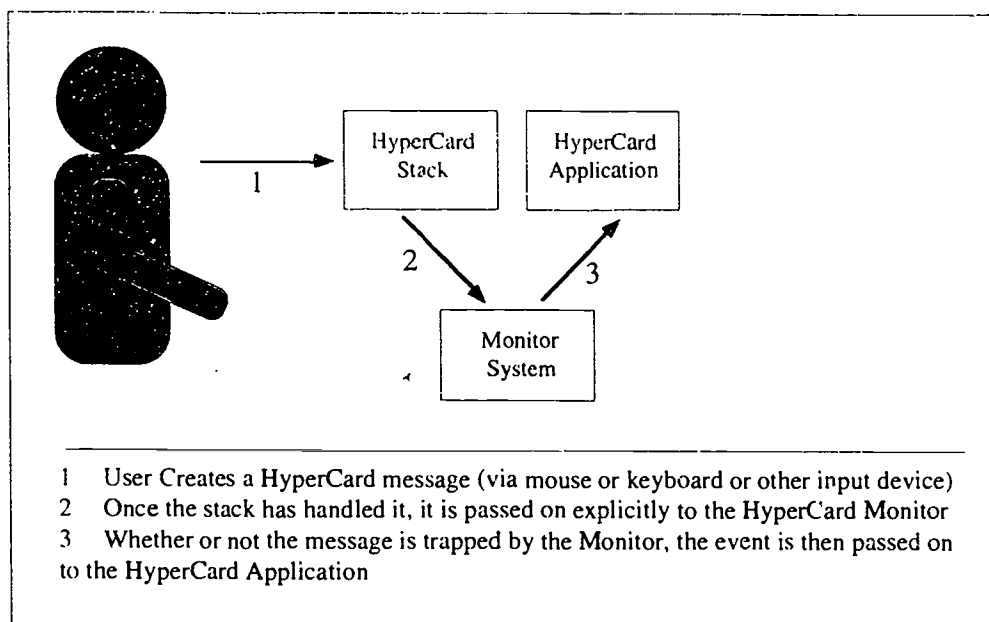 HyperCard
Stack
HyperCard
Application
1
2
3
Monitor
System
1 User Creates a HyperCard message (via mouse or keyboard or other input device)
2 Once the stack has handled it, it is passed on explicitly to the HyperCard Monitor
3 Whether or not the message is trapped by the Monitor, the event is then passed on
to the HyperCard Application